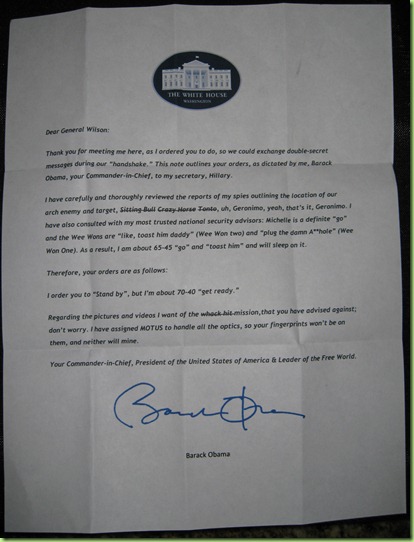 THE WHITE HOUSE
WASHINGTON
Dear General Wilson:
Thank you for meeting me here, as I ordered you to do, so we could exchange double-secret
messages during our “handshake.” This note outlines your orders, as dictated by me, Barack
Obama, your Commander-in-Chief, to my secretary, Hillary.
I have carefully and thoroughly reviewed the reports of my spies outlining the location of our
arch enemy and target, Sitting Bull Crazy Horse Tonto, uh, Geronimo, yeah, that’s it, Geronimo. I
have also consulted with my most trusted national security advisors: Michelle is a definite “go”
and the Wee Wons are “like, toast him daddy” (Wee Won two) and “plug the damn A**hole” (Wee
Won One). As a result, I am about 65-45 “go” and “toast him” and will sleep on it.
Therefore, your orders are as follows:
I order you to “Stand by”, but I’m about 70-40 “get ready.”
Regarding the pictures and videos I want of the whack hit mission,that you have advised against;
don’t worry. I have assigned MOTUS to handle all the optics, so your fingerprints won’t be on
them, and neither will mine.
Your Commander-in-Chief, President of the United States of America & Leader of the Free World.
Barack Obama
Barack Obama